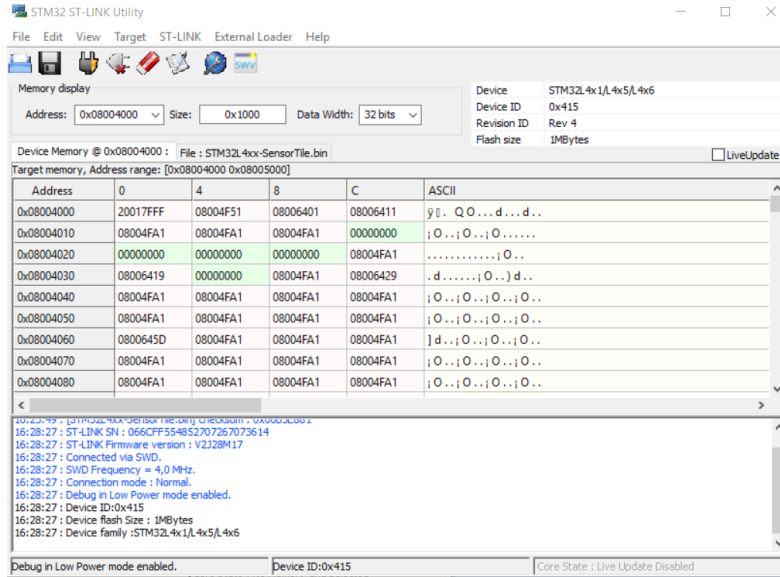 STM32 ST-LINK Utility
File Edit View Target ST-LINK External Loader Help
SWV
Memory display
Address: 0x08004000 Size: 0x1000 Data Width: 32 bits
Device STM32L4x1/L4x5/L4x6
Device ID 0x415
Revision ID Rev 4
Flash size 1MBytes
LiveUpdate
Device Memory @ 0x08004000 : File : STM32L4xx-SensorTile.bin
Target memory, Address range: [0x08004000 0x08005000]
Address 0 4 8 C ASCII
0x08004000 20017FFF 08004F51 08006401 08006411 ÿ▯. Q O . . . d . . . d . .
0x08004010 08004FA1 08004FA1 08004FA1 00000000 ¡ O . . ¡ O . . ¡ O . . . . . .
0x08004020 00000000 00000000 00000000 08004FA1 . . . . . . . . . . . . ¡ O . .
0x08004030 08006419 00000000 08004FA1 08006429 . d . . . . . . ¡ O . . ) d . .
0x08004040 08004FA1 08004FA1 08004FA1 08004FA1 ¡ O . . ¡ O . . ¡ O . . ¡ O . .
0x08004050 08004FA1 08004FA1 08004FA1 08004FA1 ¡ O . . ¡ O . . ¡ O . . ¡ O . .
0x08004060 0800645D 08004FA1 08004FA1 08004FA1 ] d . . ¡ O . . ¡ O . . ¡ O . .
0x08004070 08004FA1 08004FA1 08004FA1 08004FA1 ¡ O . . ¡ O . . ¡ O . . ¡ O . .
0x08004080 08004FA1 08004FA1 08004FA1 08004FA1 ¡ O . . ¡ O . . ¡ O . . ¡ O . .
[STM32L4xx-SensorTile.bin] checksum :
16:28:27 : ST-LINK SN : 066CFF554852707267073614
16:28:27 : ST-LINK Firmware version : V2J28M17
16:28:27 : Connected via SWD.
16:28:27 : SWD Frequency = 4,0 MHz.
16:28:27 : Connection mode : Normal.
16:28:27 : Debug in Low Power mode enabled.
16:28:27 : Device ID:0x415
16:28:27 : Device flash Size : 1MBytes
16:28:27 : Device family :STM32L4x1/L4x5/L4x6
Debug in Low Power mode enabled. Device ID:0x415 Core State : Live Update Disabled